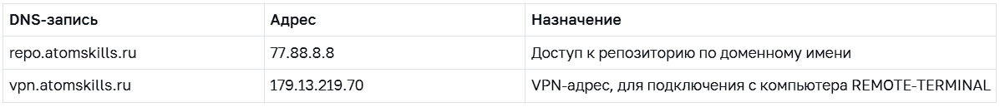 DNS-запись Адрес Назначение
repo.atomskills.ru 77.88.8.8 Доступ к репозиторию по доменному имени
vpn.atomskills.ru 179.13.219.70 VPN-адрес, для подключения с компьютера REMOTE-TERMINAL